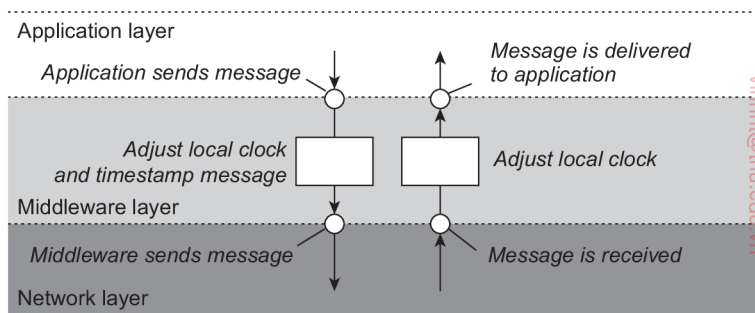 Application layer
Application sends message
Message is delivered
to application
Adjust local clock
and timestamp message
Adjust local clock
Middleware layer
Middleware sends message
Message is received
Network layer